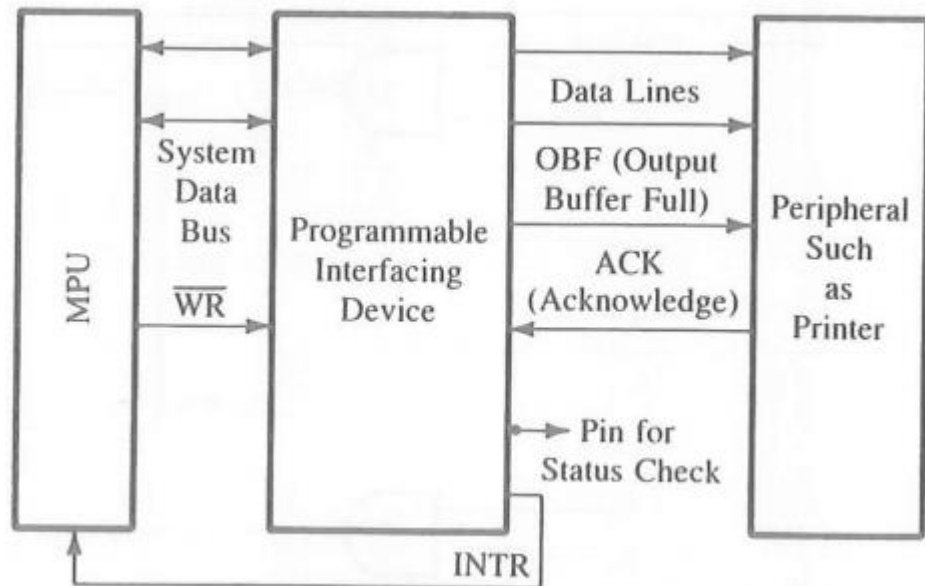 MPU
System
Data
Bus
W̅R̅
Programmable
Interfacing
Device
Data Lines
OBF (Output
Buffer Full)
ACK
(Acknowledge)
Pin for
Status Check
INTR
Peripheral
Such
as
Printer